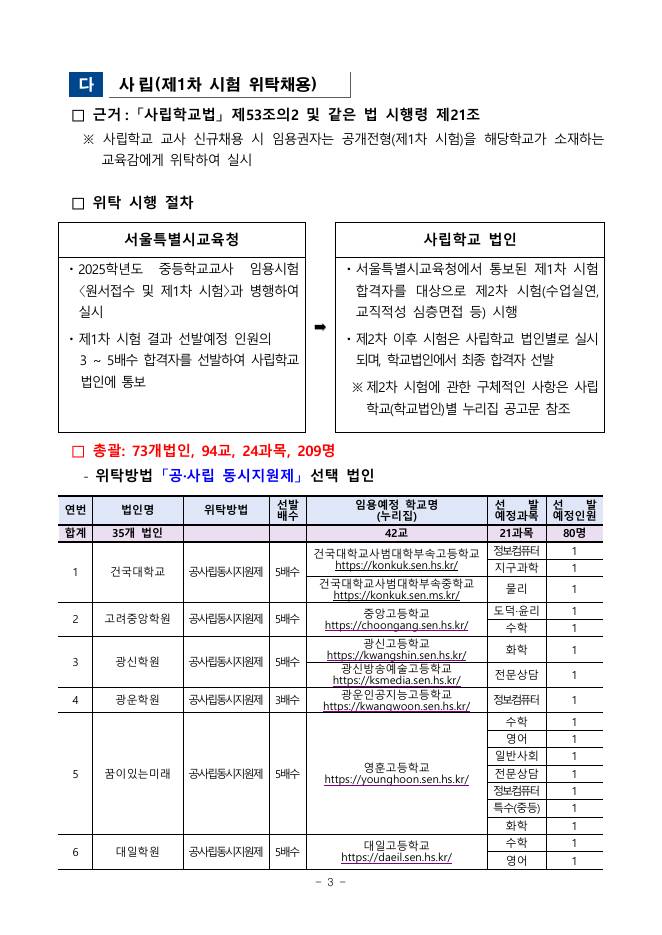 다 사립(제1차 시험 위탁채용)
□ 근거 :「사립학교법」제53조의2 및 같은 법 시행령 제21조
※ 사립학교 교사 신규채용 시 임용권자는 공개전형(제1차 시험)을 해당학교가 소재하는
교육감에게 위탁하여 실시
□ 위탁 시행 절차
서울특별시교육청
・2025학년도 중등학교교사 임용시험
〈원서접수 및 제1차 시험〉과 병행하여
실시
・제1차 시험 결과 선발예정 인원의
3 ~ 5배수 합격자를 선발하여 사립학교
법인에 통보
➡
사립학교 법인
・서울특별시교육청에서 통보된 제1차 시험
합격자를 대상으로 제2차 시험(수업실연,
교직적성 심층면접 등) 시행
・제2차 이후 시험은 사립학교 법인별로 실시
되며, 학교법인에서 최종 합격자 선발
※ 제2차 시험에 관한 구체적인 사항은 사립
학교(학교법인)별 누리집 공고문 참조
□ 총괄: 73개법인, 94교, 24과목, 209명
- 위탁방법「공·사립 동시지원제」선택 법인
연번 법인명 위탁방법 선발배수 임용예정 학교명(누리집) 선발예정과목 선발예정인원
합계 35개 법인 42교 21과목 80명
1 건국대학교 공사립동시지원제 5배수 건국대학교사범대학부속고등학교 정보컴퓨터 1
https://konkuk.sen.hs.kr/ 지구과학 1
건국대학교사범대학부속중학교 물리 1
https://konkuk.sen.ms.kr/
2 고려중앙학원 공사립동시지원제 5배수 중앙고등학교 도덕·윤리 1
https://choongang.sen.hs.kr/ 수학 1
3 광신학원 공사립동시지원제 5배수 광신고등학교 화학 1
https://kwangshin.sen.hs.kr/
광신방송예술고등학교 전문상담 1
https://ksmedia.sen.hs.kr/
4 광운학원 공사립동시지원제 3배수 광운인공지능고등학교 정보컴퓨터 1
https://kwangwoon.sen.hs.kr/
5 꿈이있는미래 공사립동시지원제 5배수 영훈고등학교 수학 1
https://younghoon.sen.hs.kr/ 영어 1
일반사회 1
전문상담 1
정보컴퓨터 1
특수(중등) 1
화학 1
6 대일학원 공사립동시지원제 5배수 대일고등학교 수학 1
https://daeil.sen.hs.kr/ 영어 1
- 3 -